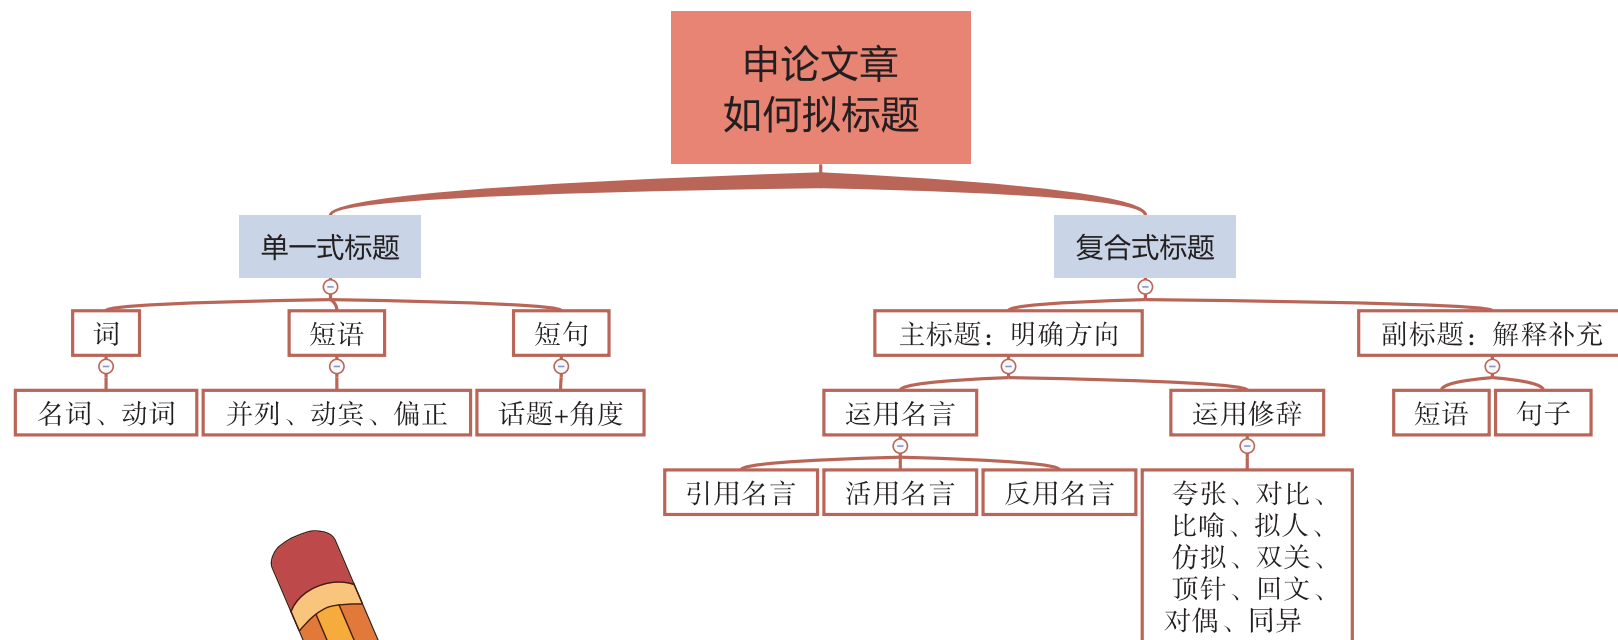 申论文章
如何拟标题
单一式标题
复合式标题
词
短语
短句
主标题：明确方向
副标题：解释补充
名词、动词
并列、动宾、偏正
话题+角度
运用名言
运用修辞
短语
句子
引用名言
活用名言
反用名言
夸张、对比、
比喻、拟人、
仿拟、双关、
顶针、回文、
对偶、同异